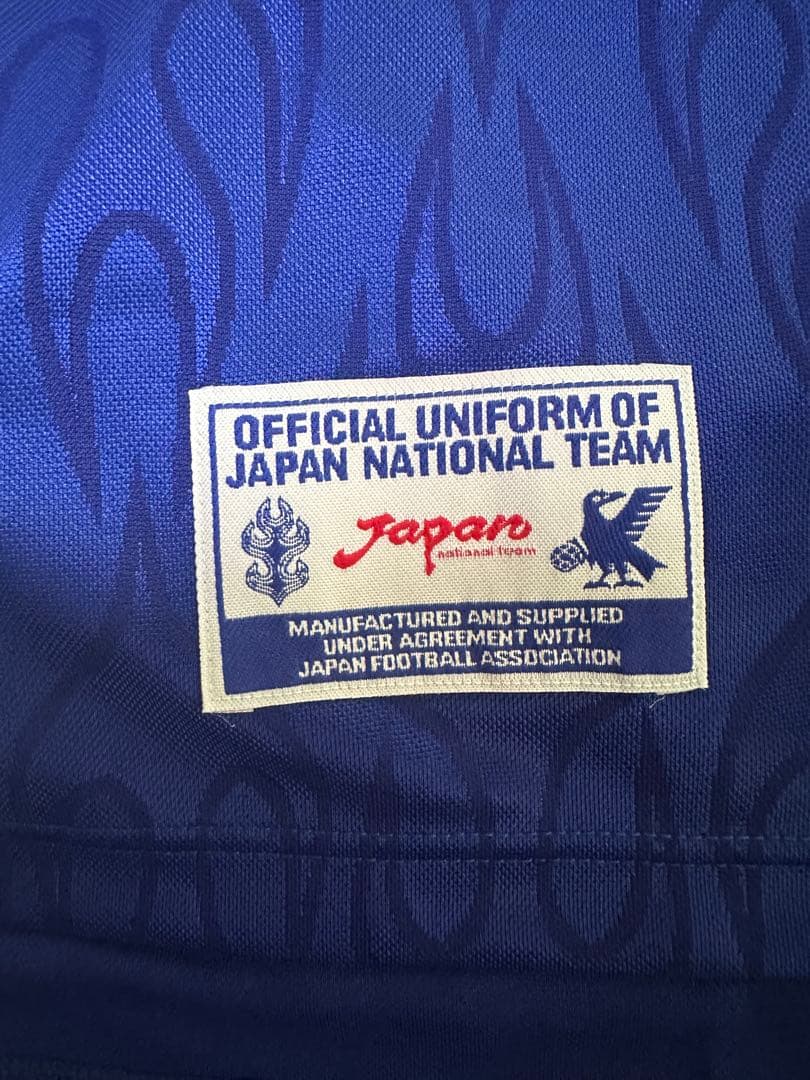 OFFICIAL UNIFORM OF
JAPAN NATIONAL TEAM
Japan
national team
MANUFACTURED AND SUPPLIED
UNDER AGREEMENT WITH
JAPAN FOOTBALL ASSOCIATION